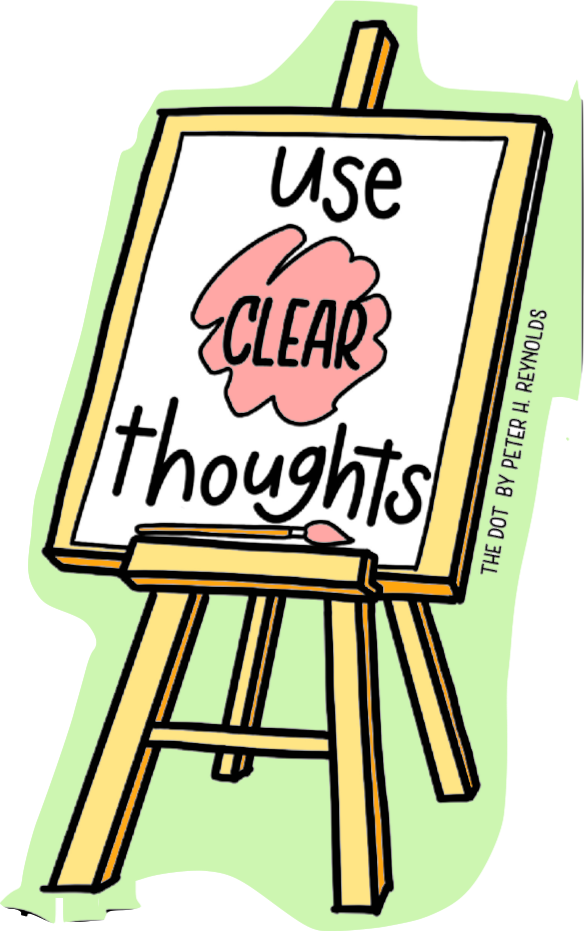 use
CLEAR
thoughts
THE DOT BY PETER H. REYNOLDS